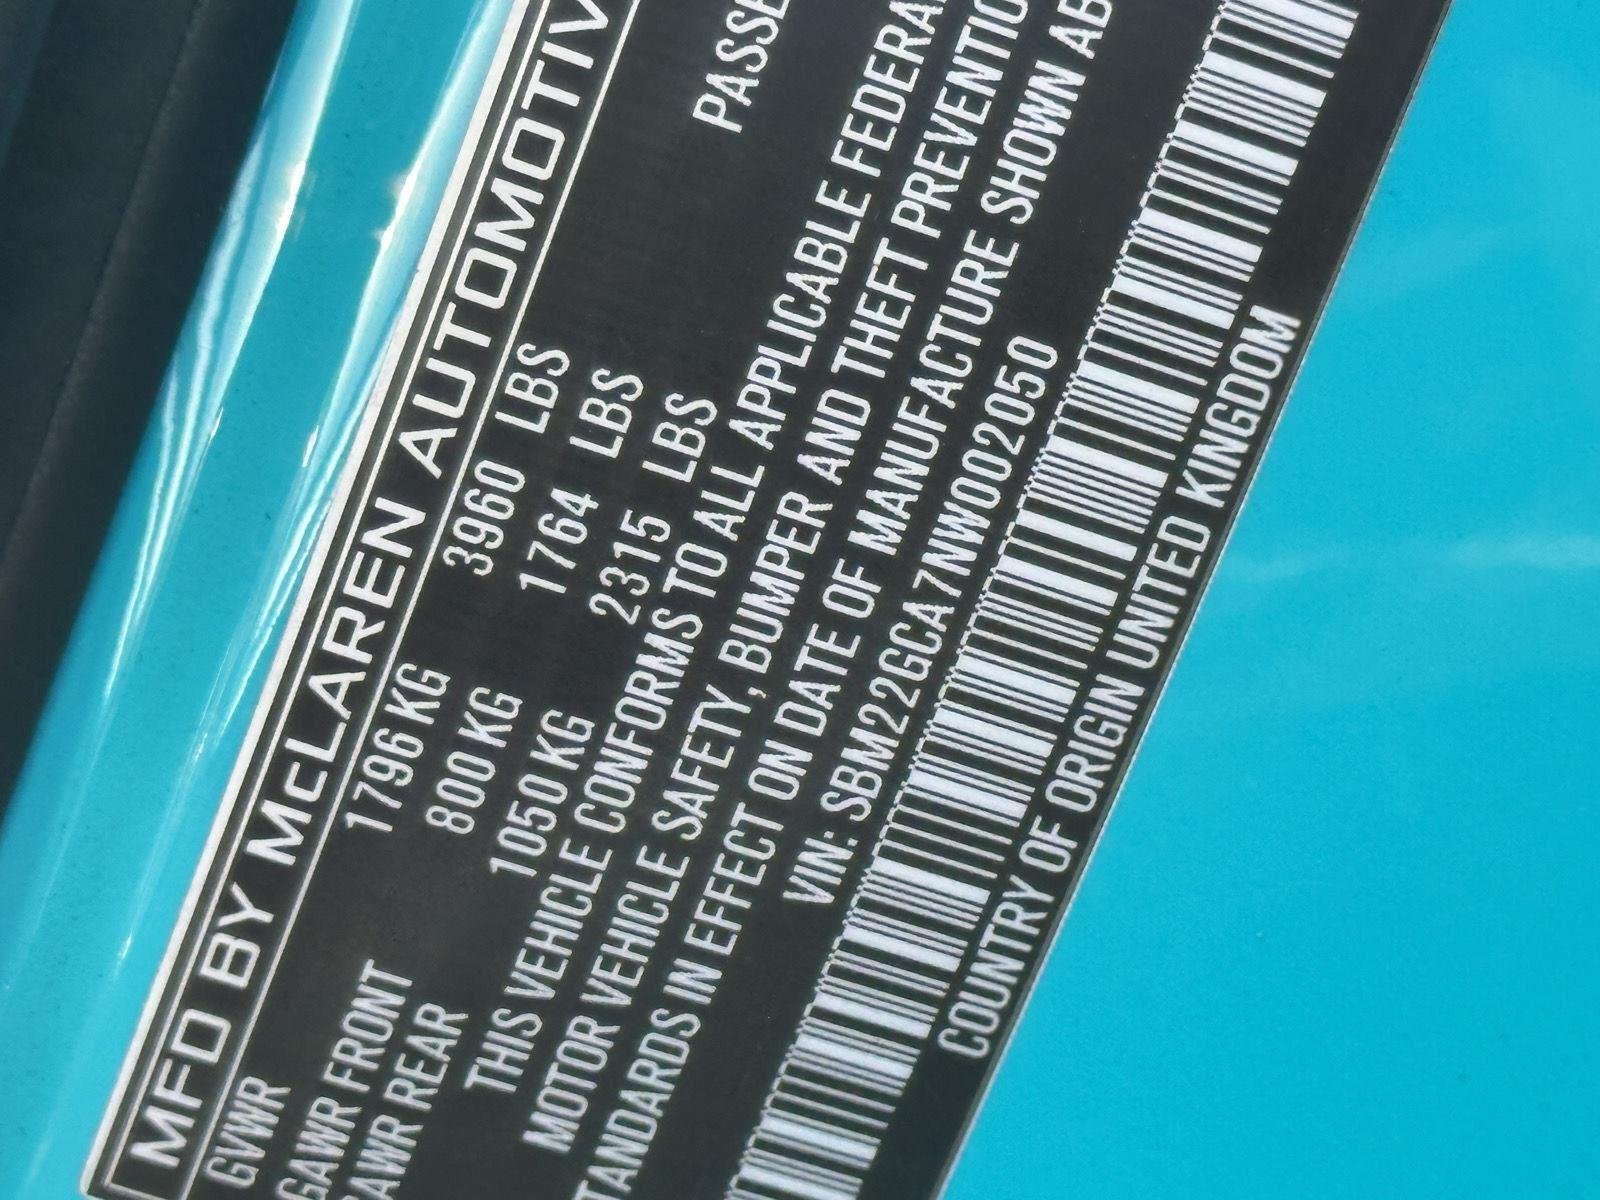 MFD BY McLAREN AUTOMOTIV
GVWR 1796 KG 3960 LBS
GAWR FRONT 800 KG 1764 LBS
AWR REAR 1050 KG 2315 LBS
PASSE
THIS VEHICLE CONFORMS TO ALL APPLICABLE FEDERA
MOTOR VEHICLE SAFETY, BUMPER AND THEFT PREVENTIO
TANDARDS IN EFFECT ON DATE OF MANUFACTURE SHOWN AB
VIN: SBM22GCA7NW002050
COUNTRY OF ORIGIN UNITED KINGDOM